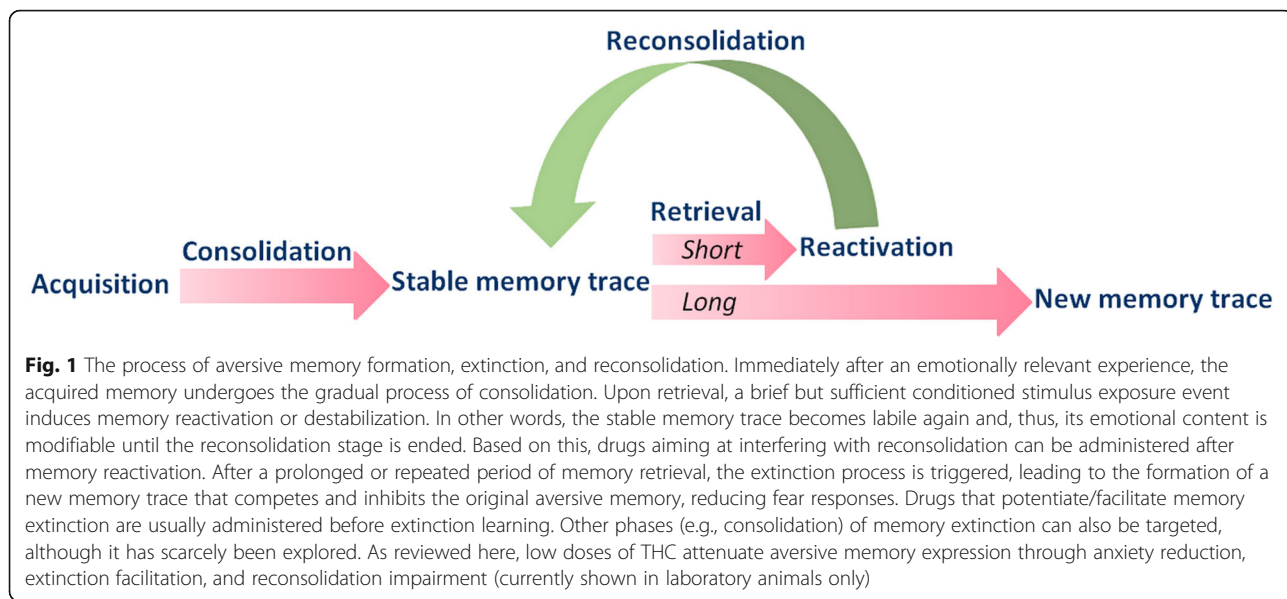 Reconsolidation
Retrieval
Consolidation
Short
Reactivation
Acquisition
Stable memory trace
Long
New memory trace
Fig. 1 The process of aversive memory formation, extinction, and reconsolidation. Immediately after an emotionally relevant experience, the
acquired memory undergoes the gradual process of consolidation. Upon retrieval, a brief but sufficient conditioned stimulus exposure event
induces memory reactivation or destabilization. In other words, the stable memory trace becomes labile again and, thus, its emotional content is
modifiable until the reconsolidation stage is ended. Based on this, drugs aiming at interfering with reconsolidation can be administered after
memory reactivation. After a prolonged or repeated period of memory retrieval, the extinction process is triggered, leading to the formation of a
new memory trace that competes and inhibits the original aversive memory, reducing fear responses. Drugs that potentiate/facilitate memory
extinction are usually administered before extinction learning. Other phases (e.g., consolidation) of memory extinction can also be targeted,
although it has scarcely been explored. As reviewed here, low doses of THC attenuate aversive memory expression through anxiety reduction,
extinction facilitation, and reconsolidation impairment (currently shown in laboratory animals only)